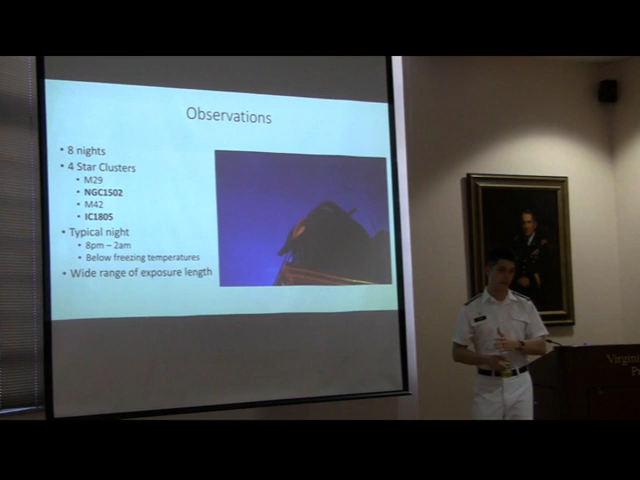 Observations
• 8 nights
• 4 Star Clusters
• M29
• NGC1502
• M42
• IC1805
• Typical night
• 8pm – 2am
• Below freezing temperatures
• Wide range of exposure length